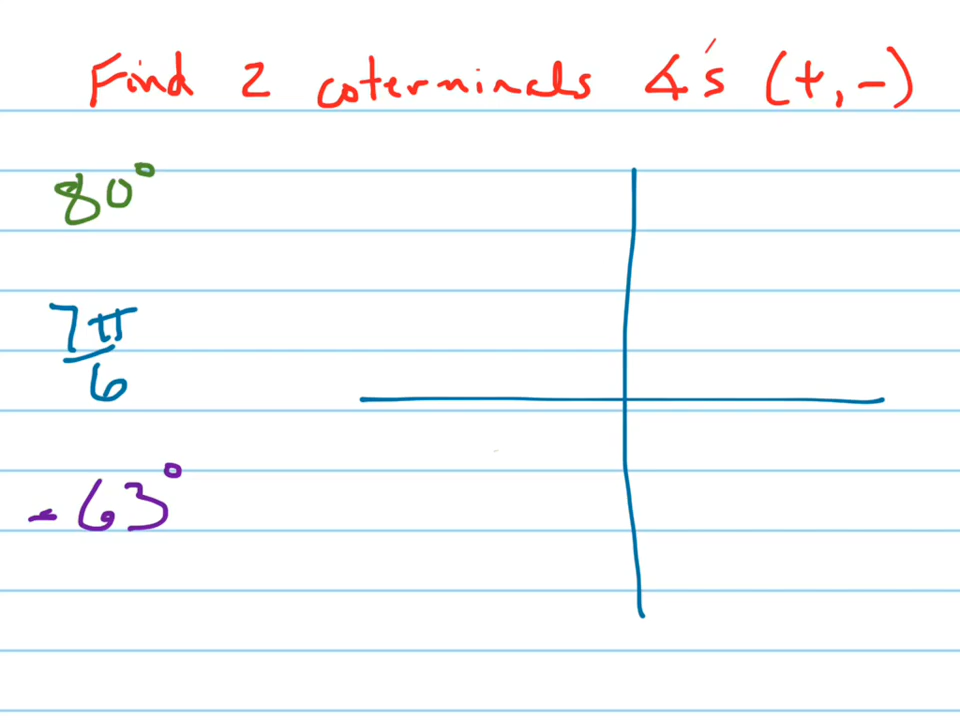 Find 2 coterminals ∡'s (+, -)
80°
7π
6
-63°